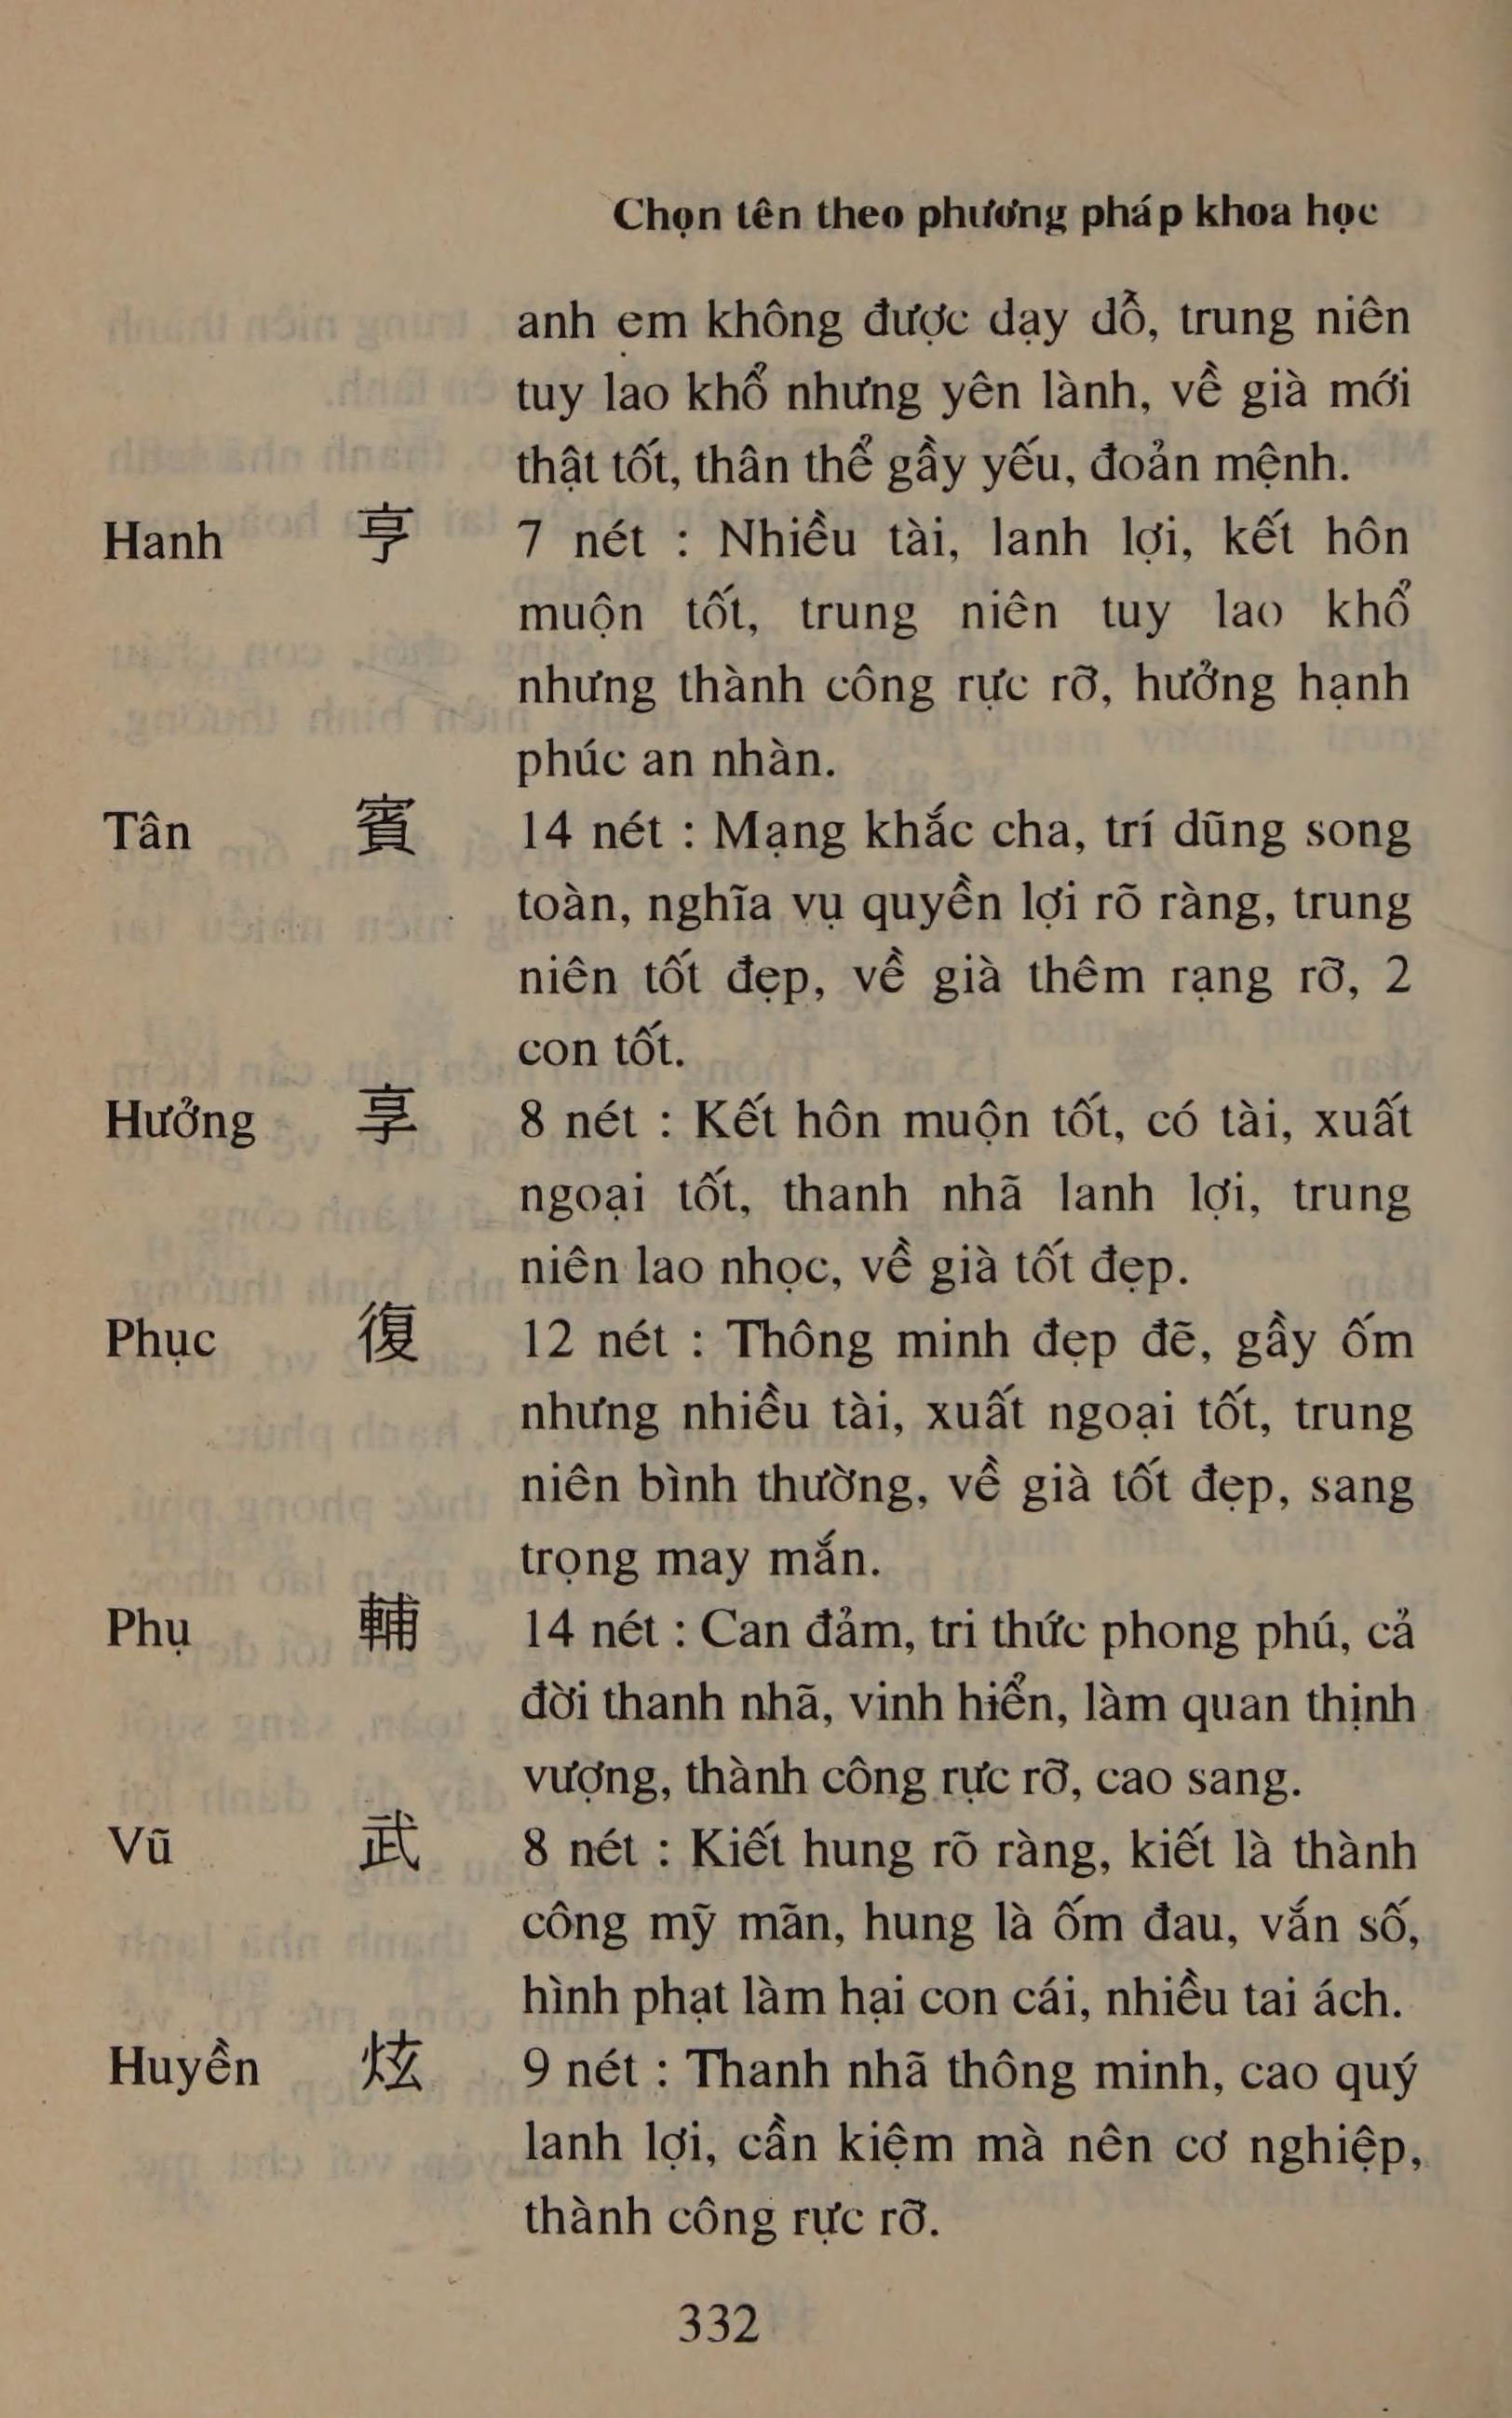 Chọn tên theo phương pháp khoa học
anh em không được dạy dỗ, trung niên
tuy lao khổ nhưng yên lành, về già mới
thật tốt, thân thể gầy yếu, đoản mệnh.
Hanh 亨 7 nét : Nhiều tài, lanh lợi, kết hôn
muộn tốt, trung niên tuy lao khổ
nhưng thành công rực rỡ, hưởng hạnh
phúc an nhàn.
Tân 賓 14 nét : Mạng khắc cha, trí dũng song
toàn, nghĩa vụ quyền lợi rõ ràng, trung
niên tốt đẹp, về già thêm rạng rỡ, 2
con tốt.
Hưởng 享 8 nét : Kết hôn muộn tốt, có tài, xuất
ngoại tốt, thanh nhã lanh lợi, trung
niên lao nhọc, về già tốt đẹp.
Phục 復 12 nét : Thông minh đẹp đẽ, gầy ốm
nhưng nhiều tài, xuất ngoại tốt, trung
niên bình thường, về già tốt đẹp, sang
trọng may mắn.
Phụ 輔 14 nét : Can đảm, tri thức phong phú, cả
đời thanh nhã, vinh hiển, làm quan thịnh
vượng, thành công rực rỡ, cao sang.
Vũ 武 8 nét : Kiết hung rõ ràng, kiết là thành
công mỹ mãn, hung là ốm đau, vắn số,
hình phạt làm hại con cái, nhiều tai ách.
Huyền 炫 9 nét : Thanh nhã thông minh, cao quý
lanh lợi, cần kiệm mà nên cơ nghiệp,
thành công rực rỡ.
332